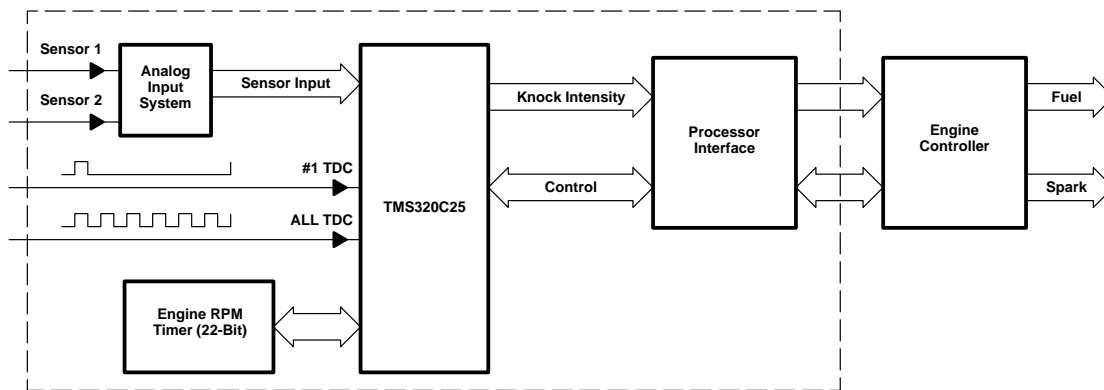 Sensor 1
Analog
Input
System
Sensor 2
Sensor Input
#1 TDC
ALL TDC
Engine RPM
Timer (22-Bit)
TMS320C25
Knock Intensity
Control
Processor
Interface
Engine
Controller
Fuel
Spark